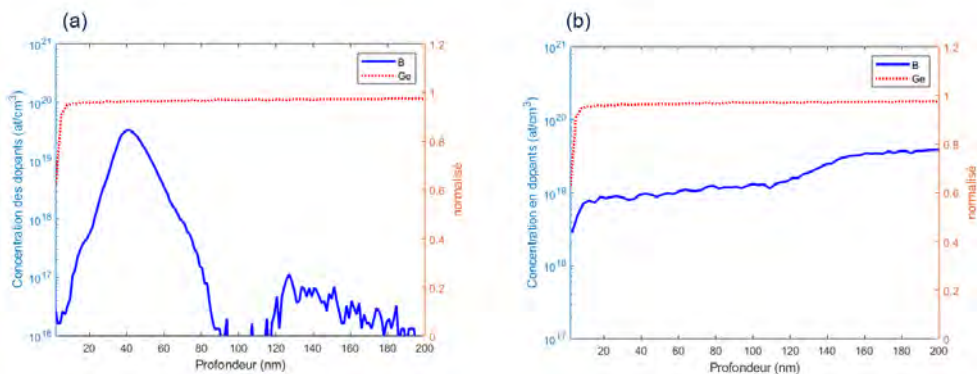 (a)
(b)
10^21
10^20
10^19
10^18
10^17
10^16
Concentration des dopants (at/cm^3)
B
Ge
1.2
1
0.8
0.6
0.4
0.2
0
normalisé
20 40 60 80 100 120 140 160 180 200
Profondeur (nm)
10^21
10^20
10^19
10^18
10^17
Concentration en dopants (at/cm^3)
B
Ge
1.2
1
0.8
0.6
0.4
0.2
0
normalisé
20 40 60 80 100 120 140 160 180 200
Profondeur (nm)